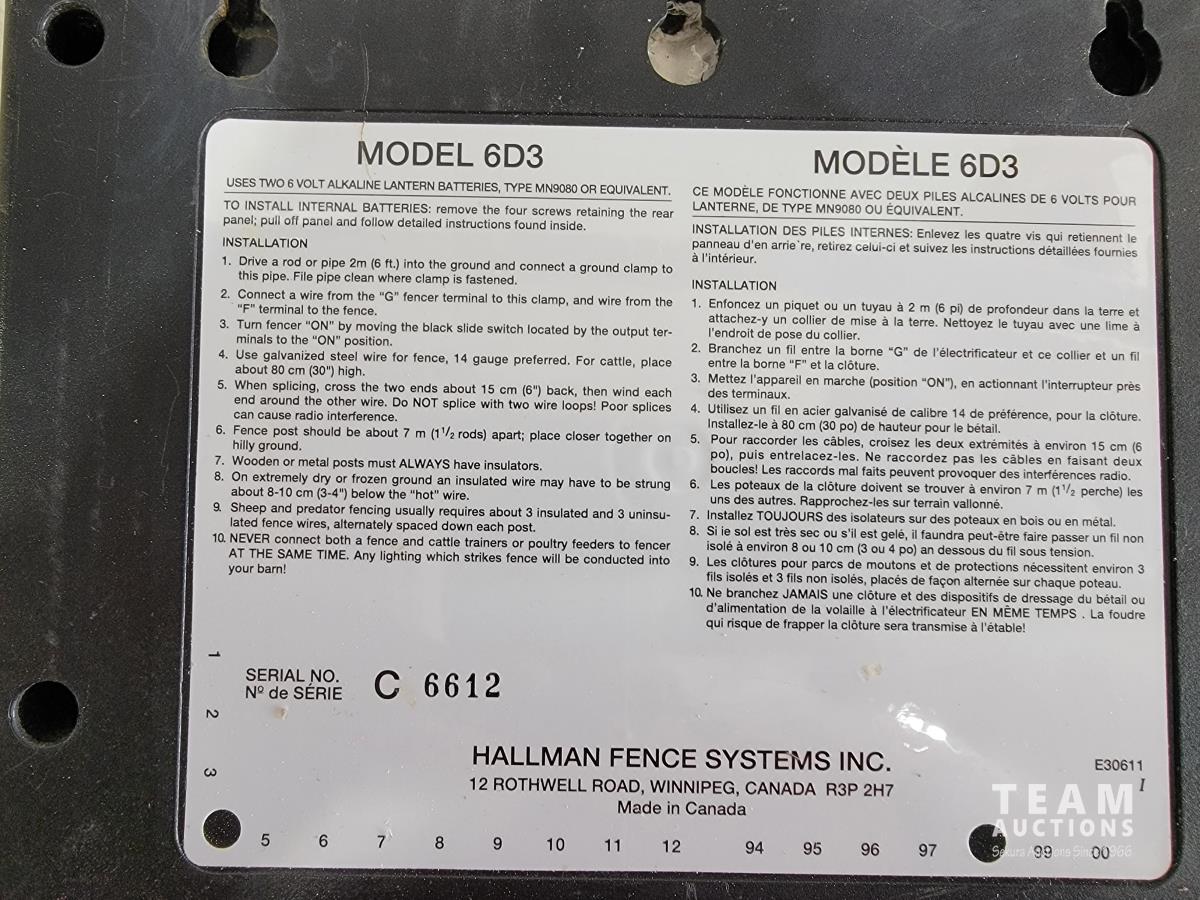 MODEL 6D3
USES TWO 6 VOLT ALKALINE LANTERN BATTERIES, TYPE MN9080 OR EQUIVALENT.
TO INSTALL INTERNAL BATTERIES: remove the four screws retaining the rear
panel; pull off panel and follow detailed instructions found inside.
INSTALLATION
1. Drive a rod or pipe 2m (6 ft.) into the ground and connect a ground clamp to
this pipe. File pipe clean where clamp is fastened.
2. Connect a wire from the "G" fencer terminal to this clamp, and wire from the
"F" terminal to the fence.
3. Turn fencer "ON" by moving the black slide switch located by the output ter-
minals to the "ON" position.
4. Use galvanized steel wire for fence, 14 gauge preferred. For cattle, place
about 80 cm (30") high.
5. When splicing, cross the two ends about 15 cm (6") back, then wind each
end around the other wire. Do NOT splice with two wire loops! Poor splices
can cause radio interference.
6. Fence post should be about 7 m (1 1/2 rods) apart; place closer together on
hilly ground.
7. Wooden or metal posts must ALWAYS have insulators.
8. On extremely dry or frozen ground an insulated wire may have to be strung
about 8-10 cm (3-4") below the "hot" wire.
9. Sheep and predator fencing usually requires about 3 insulated and 3 uninsu-
lated fence wires, alternately spaced down each post.
10. NEVER connect both a fence and cattle trainers or poultry feeders to fencer
AT THE SAME TIME. Any lighting which strikes fence will be conducted into
your barn!
MODÈLE 6D3
CE MODÈLE FONCTIONNE AVEC DEUX PILES ALCALINES DE 6 VOLTS POUR
LANTERNE, DE TYPE MN9080 OU ÉQUIVALENT.
INSTALLATION DES PILES INTERNES: Enlevez les quatre vis qui retiennent le
panneau d'en arrie`re, retirez celui-ci et suivez les instructions détaillées fournies
à l'intérieur.
INSTALLATION
1. Enfoncez un piquet ou un tuyau à 2 m (6 pi) de profondeur dans la terre et
attachez-y un collier de mise à la terre. Nettoyez le tuyau avec une lime à
l'endroit de pose du collier.
2. Branchez un fil entre la borne "G" de l'électrificateur et ce collier et un fil
entre la borne "F" et la clôture.
3. Mettez l'appareil en marche (position "ON"), en actionnant l'interrupteur près
des terminaux.
4. Utilisez un fil en acier galvanisé de calibre 14 de préférence, pour la clôture.
Installez-le à 80 cm (30 po) de hauteur pour le bétail.
5. Pour raccorder les câbles, croisez les deux extrémités à environ 15 cm (6
po), puis entrelacez-les. Ne raccordez pas les câbles en faisant deux
boucles! Les raccords mal faits peuvent provoquer des interférences radio.
6. Les poteaux de la clôture doivent se trouver à environ 7 m (1 1/2 perche) les
uns des autres. Rapprochez-les sur terrain vallonné.
7. Installez TOUJOURS des isolateurs sur des poteaux en bois ou en métal.
8. Si ie sol est très sec ou s'il est gelé, il faundra peut-être faire passer un fil non
isolé à environ 8 ou 10 cm (3 ou 4 po) an dessous du fil sous tension.
9. Les clôtures pour parcs de moutons et de protections nécessitent environ 3
fils isolés et 3 fils non isolés, placés de façon alternée sur chaque poteau.
10. Ne branchez JAMAIS une clôture et des dispositifs de dressage du bétail ou
d'alimentation de la volaille à l'électrificateur EN MÊME TEMPS . La foudre
qui risque de frapper la clôture sera transmise à l'étable!
SERIAL NO.
Nº de SÉRIE
C 6612
HALLMAN FENCE SYSTEMS INC.
12 ROTHWELL ROAD, WINNIPEG, CANADA R3P 2H7
Made in Canada
E30611
I
1
2
3
5 6 7 8 9 10 11 12 94 95 96 97 99 00
TEAM
AUCTIONS
Sekura Auctions Since 1966